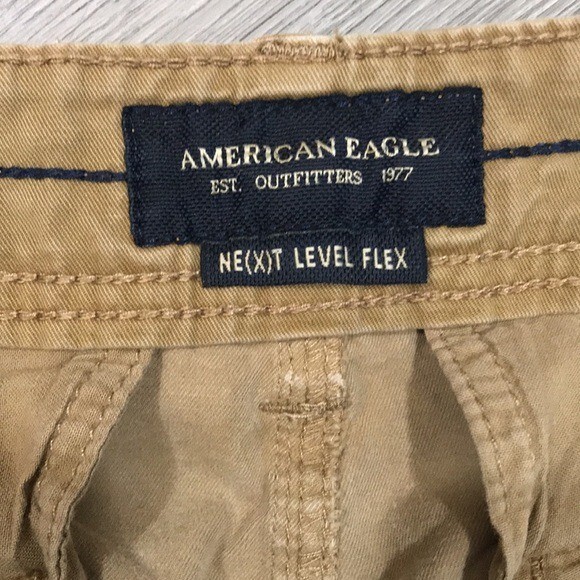 AMERICAN EAGLE
EST. OUTFITTERS 1977
NE(X)T LEVEL FLEX